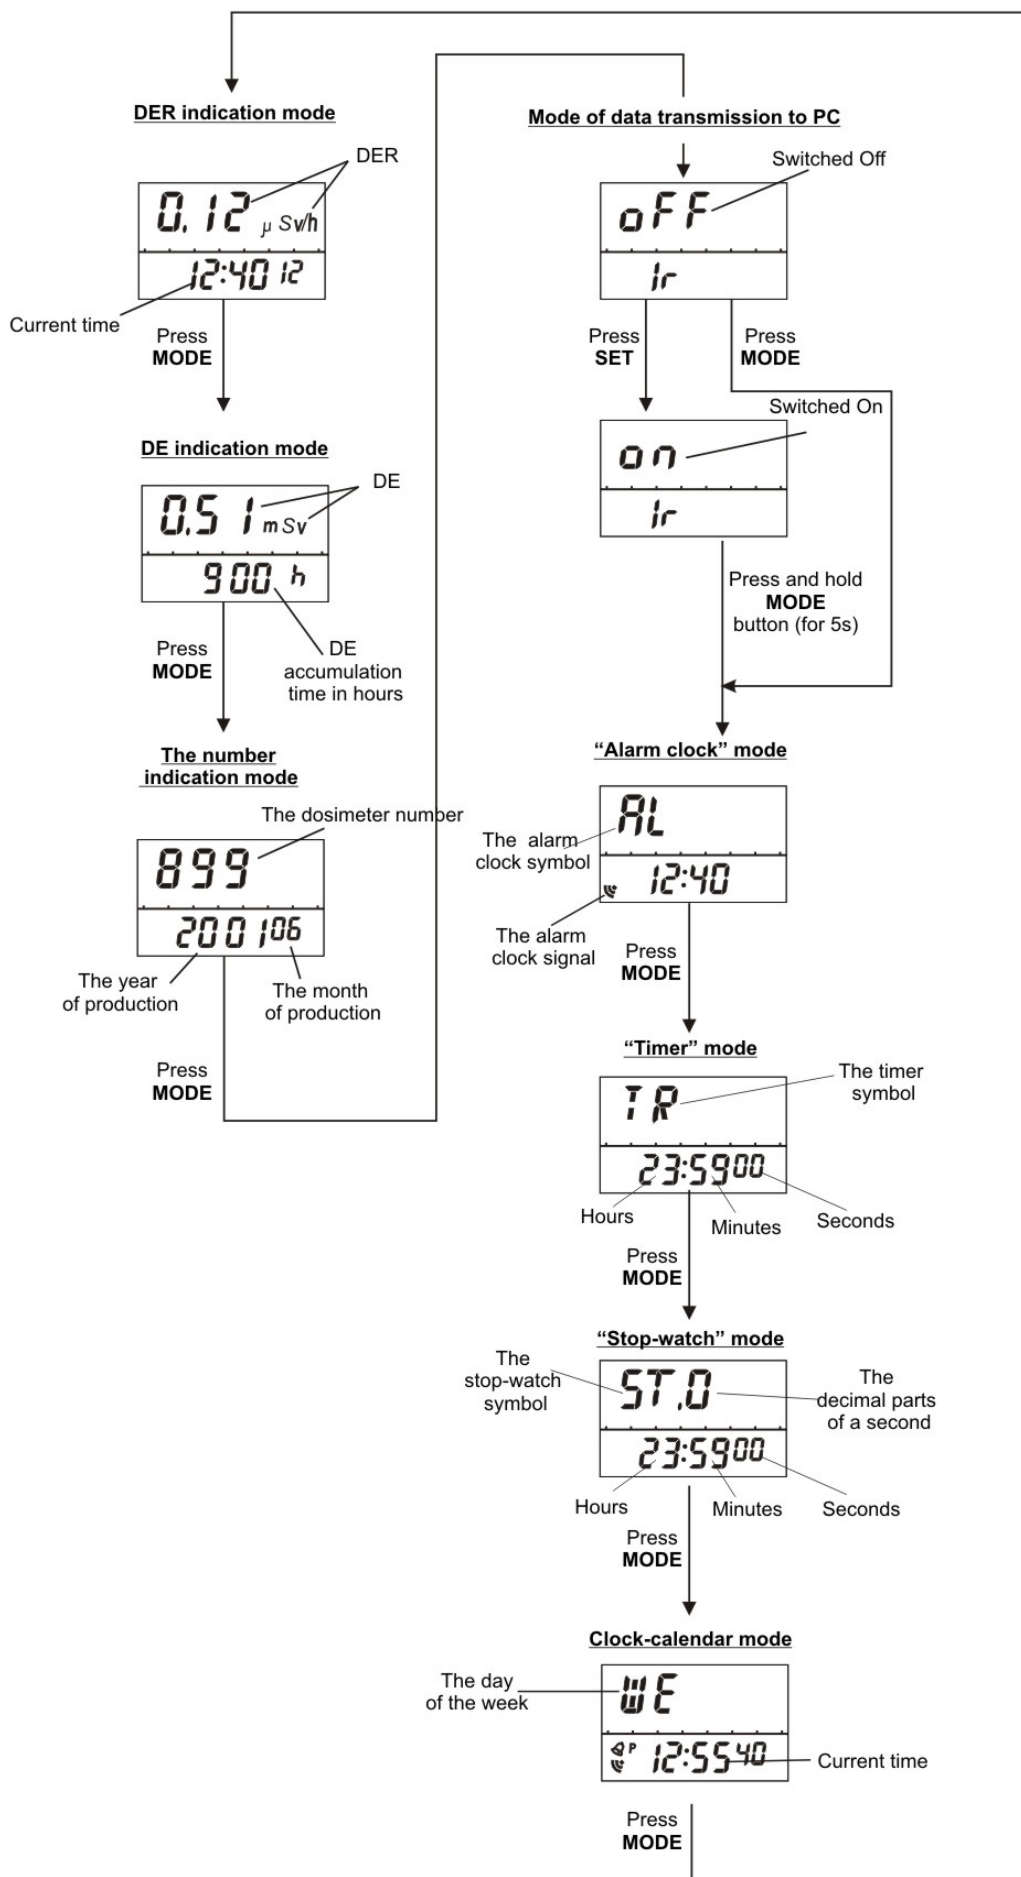 DER indication mode
DER
0.12 μSv/h
12:40 12
Current time
Press
MODE
DE indication mode
DE
0.51 mSv
900 h
Press
MODE
DE
accumulation
time in hours
The number
indication mode
The dosimeter number
899
2001 06
The year
of production
The month
of production
Press
MODE
Mode of data transmission to PC
Switched Off
oFF
Ir
Press
SET
Press
MODE
Switched On
on
Ir
Press and hold
MODE
button (for 5s)
“Alarm clock” mode
AL
The alarm
clock symbol
12:40
The alarm
clock signal
Press
MODE
“Timer” mode
The timer
symbol
TR
23:59 00
Hours
Minutes
Seconds
Press
MODE
“Stop-watch” mode
The
stop-watch
symbol
ST.0
The
decimal parts
of a second
23:59 00
Hours
Minutes
Seconds
Press
MODE
Clock-calendar mode
The day
of the week
WE
P 12:55 40
Current time
Press
MODE